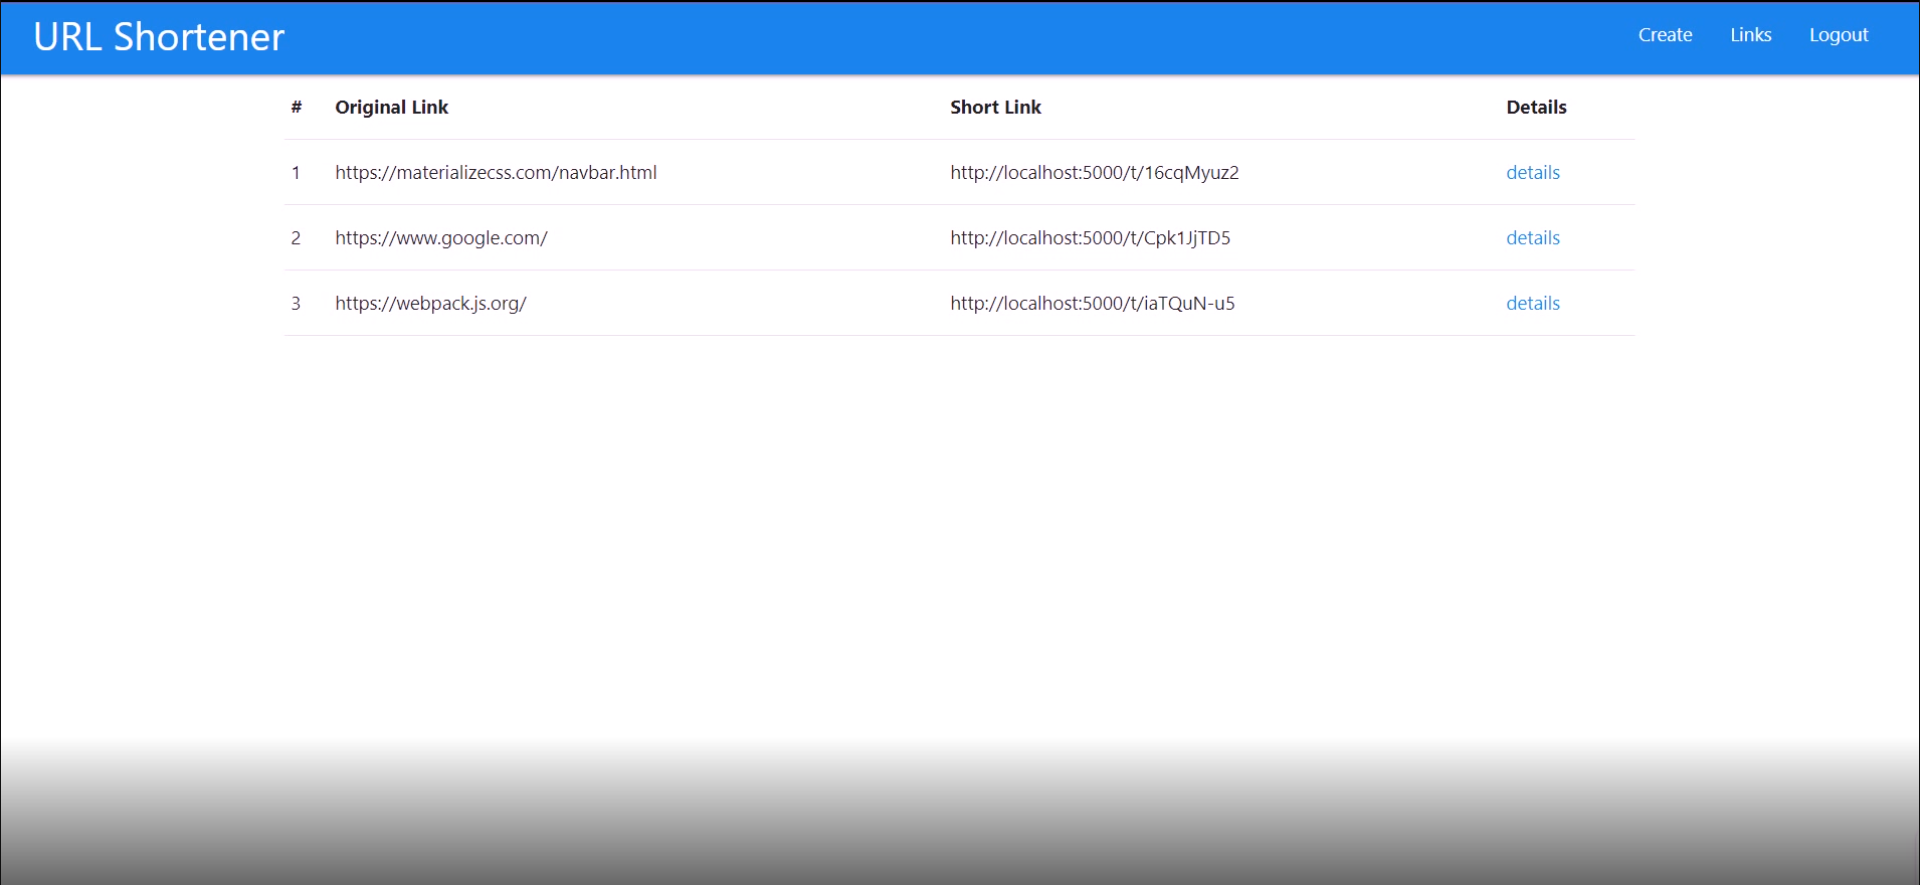 URL Shortener Create Links Logout
# Original Link Short Link Details
1 https://materializecss.com/navbar.html http://localhost:5000/t/16cqMyuz2 details
2 https://www.google.com/ http://localhost:5000/t/Cpk1JjTD5 details
3 https://webpack.js.org/ http://localhost:5000/t/iaTQuN-u5 details